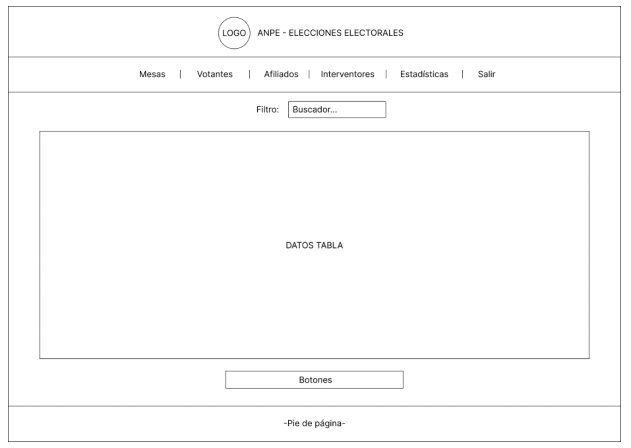 LOGO ANPE - ELECCIONES ELECTORALES
Mesas | Votantes | Afiliados | Interventores | Estadísticas | Salir
Filtro: Buscador...
DATOS TABLA
Botones
-Pie de página-